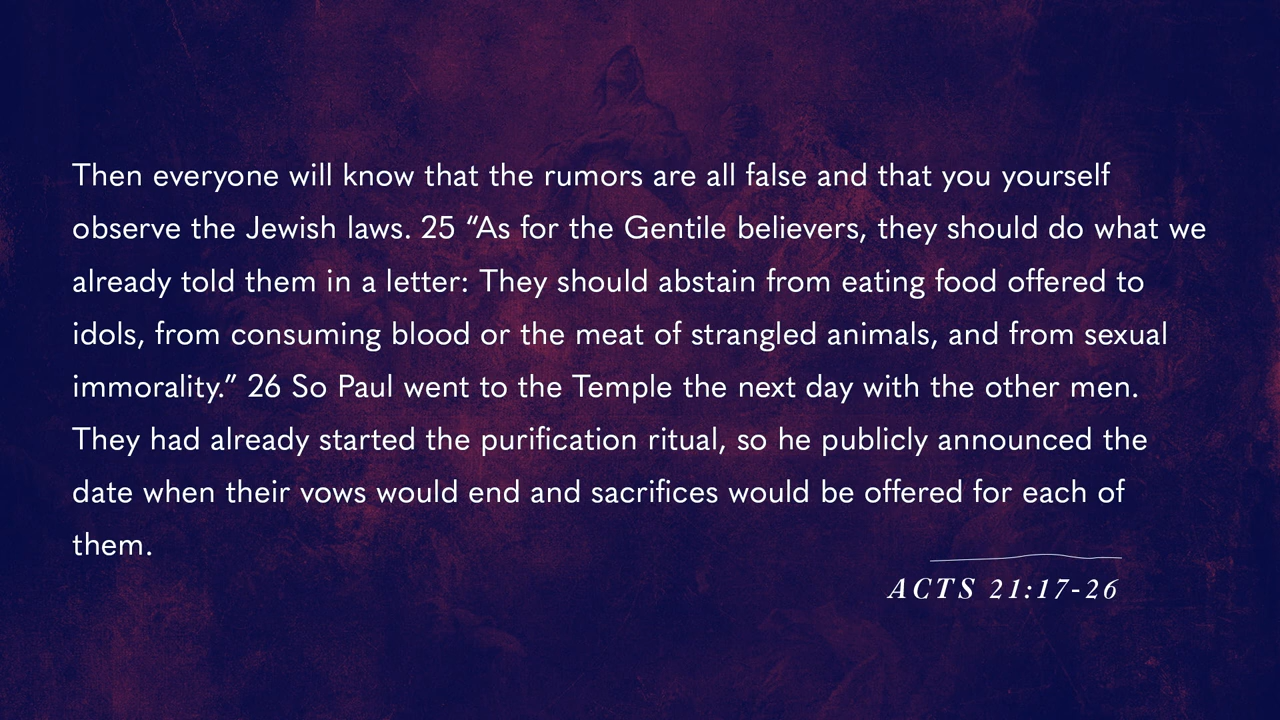 Then everyone will know that the rumors are all false and that you yourself
observe the Jewish laws. 25 “As for the Gentile believers, they should do what we
already told them in a letter: They should abstain from eating food offered to
idols, from consuming blood or the meat of strangled animals, and from sexual
immorality.” 26 So Paul went to the Temple the next day with the other men.
They had already started the purification ritual, so he publicly announced the
date when their vows would end and sacrifices would be offered for each of
them.
ACTS 21:17-26